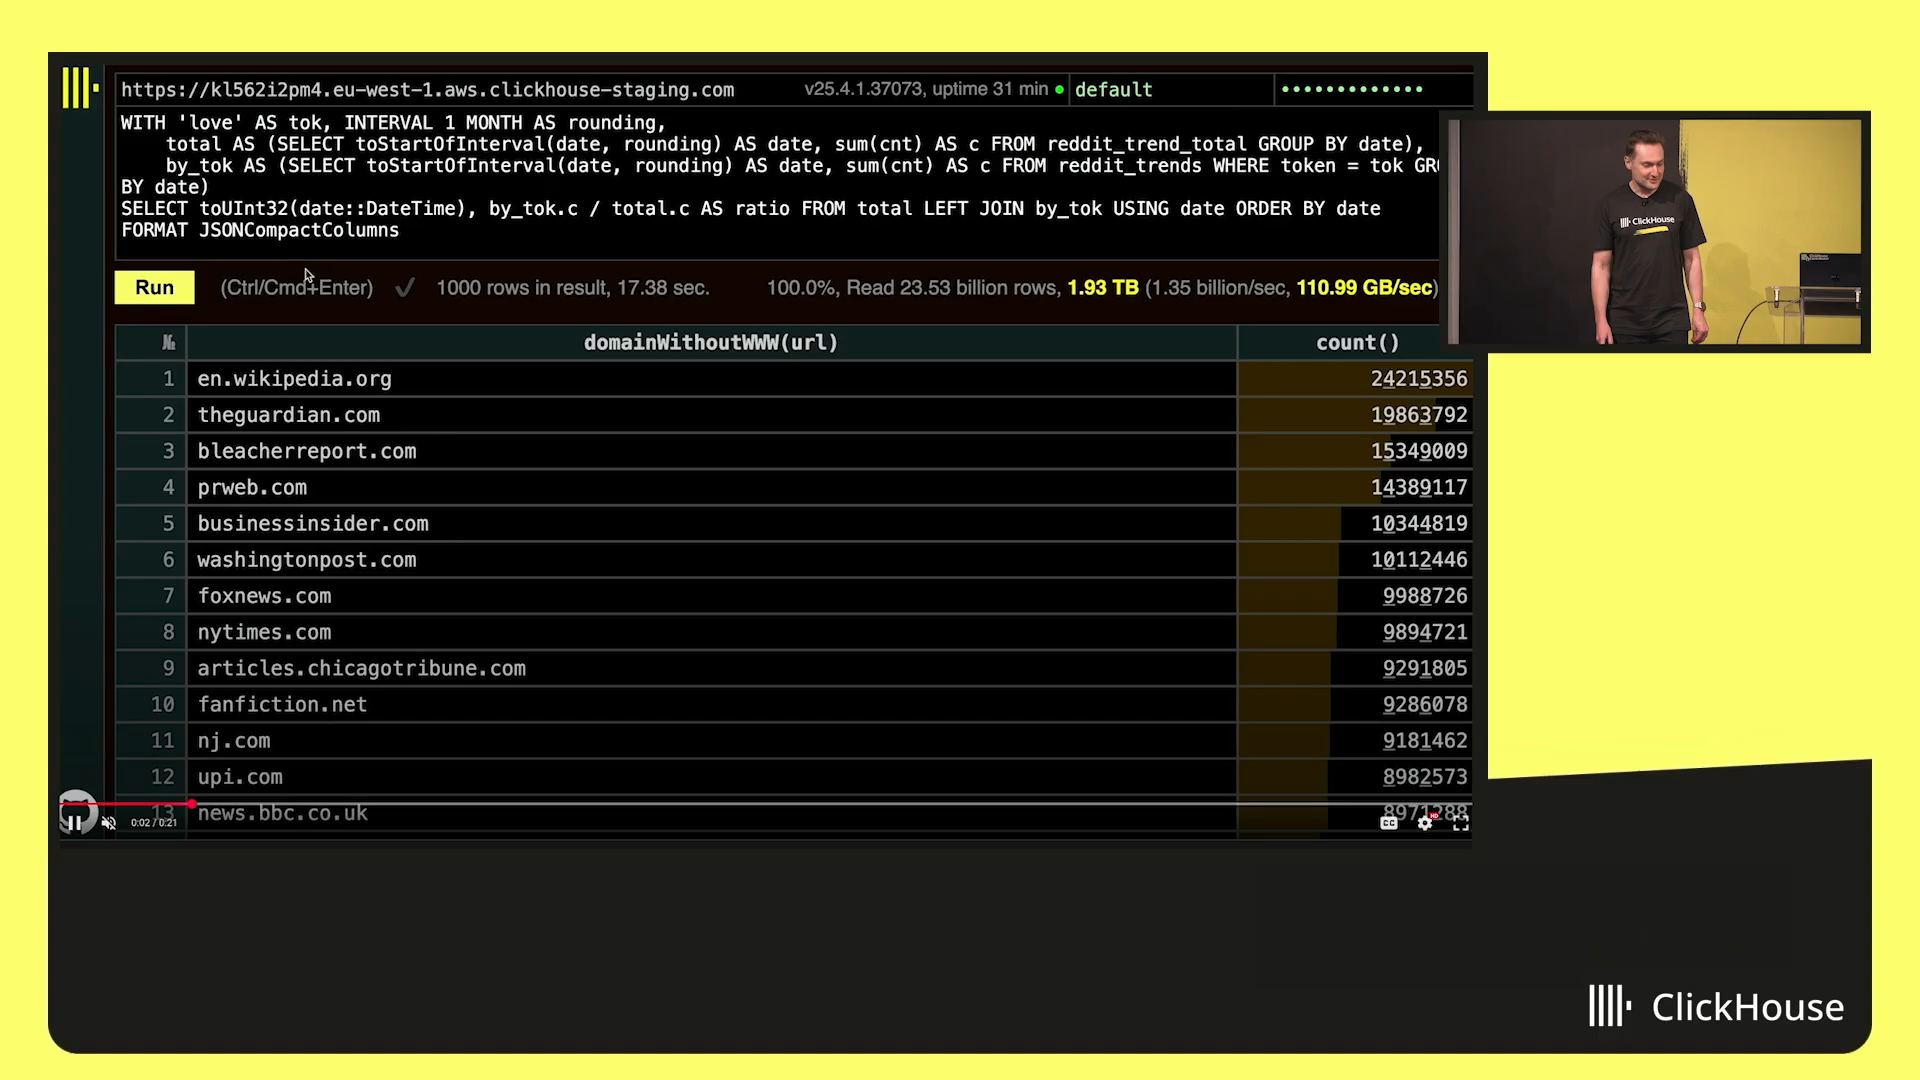 https://kl562i2pm4.eu-west-1.aws.clickhouse-staging.com v25.4.1.37073, uptime 31 min default •••••••••••••
WITH 'love' AS tok, INTERVAL 1 MONTH AS rounding,
total AS (SELECT toStartOfInterval(date, rounding) AS date, sum(cnt) AS c FROM reddit_trend_total GROUP BY date),
by_tok AS (SELECT toStartOfInterval(date, rounding) AS date, sum(cnt) AS c FROM reddit_trends WHERE token = tok GR
BY date)
SELECT toUInt32(date::DateTime), by_tok.c / total.c AS ratio FROM total LEFT JOIN by_tok USING date ORDER BY date
FORMAT JSONCompactColumns
Run (Ctrl/Cmd+Enter) ✓ 1000 rows in result, 17.38 sec. 100.0%, Read 23.53 billion rows, 1.93 TB (1.35 billion/sec, 110.99 GB/sec)
№ domainWithoutWWW(url) count()
1 en.wikipedia.org 24215356
2 theguardian.com 19863792
3 bleacherreport.com 15349009
4 prweb.com 14389117
5 businessinsider.com 10344819
6 washingtonpost.com 10112446
7 foxnews.com 9988726
8 nytimes.com 9894721
9 articles.chicagotribune.com 9291805
10 fanfiction.net 9286078
11 nj.com 9181462
12 upi.com 8982573
13 news.bbc.co.uk 8971288
0:02 / 0:21
CC HD
ClickHouse
ClickHouse